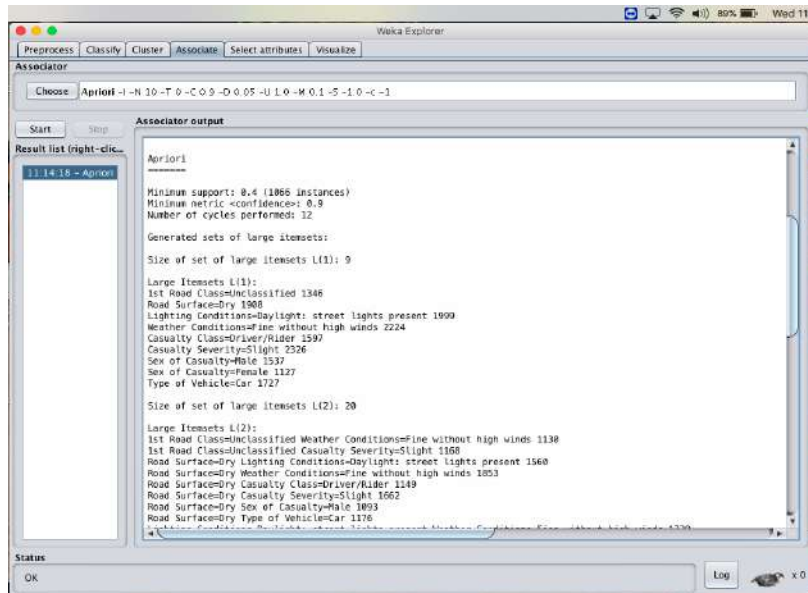 89% Wed 11
Weka Explorer
Preprocess Classify Cluster Associate Select attributes Visualize
Associator
Choose Apriori -I -N 10 -T 0 -C 0.9 -D 0.05 -U 1.0 -M 0.1 -S -1.0 -c -1
Start Stop
Associator output
Result list (right-clic...
11:14:18 - Apriori
Apriori
=======
Minimum support: 0.4 (1066 instances)
Minimum metric <confidence>: 0.9
Number of cycles performed: 12
Generated sets of large itemsets:
Size of set of large itemsets L(1): 9
Large Itemsets L(1):
1st Road Class=Unclassified 1346
Road Surface=Dry 1908
Lighting Conditions=Daylight: street lights present 1999
Weather Conditions=Fine without high winds 2224
Casualty Class=Driver/Rider 1597
Casualty Severity=Slight 2326
Sex of Casualty=Male 1537
Sex of Casualty=Female 1127
Type of Vehicle=Car 1727
Size of set of large itemsets L(2): 20
Large Itemsets L(2):
1st Road Class=Unclassified Weather Conditions=Fine without high winds 1130
1st Road Class=Unclassified Casualty Severity=Slight 1168
Road Surface=Dry Lighting Conditions=Daylight: street lights present 1560
Road Surface=Dry Weather Conditions=Fine without high winds 1853
Road Surface=Dry Casualty Class=Driver/Rider 1149
Road Surface=Dry Casualty Severity=Slight 1662
Road Surface=Dry Sex of Casualty=Male 1093
Road Surface=Dry Type of Vehicle=Car 1176
Status
OK
Log
x 0